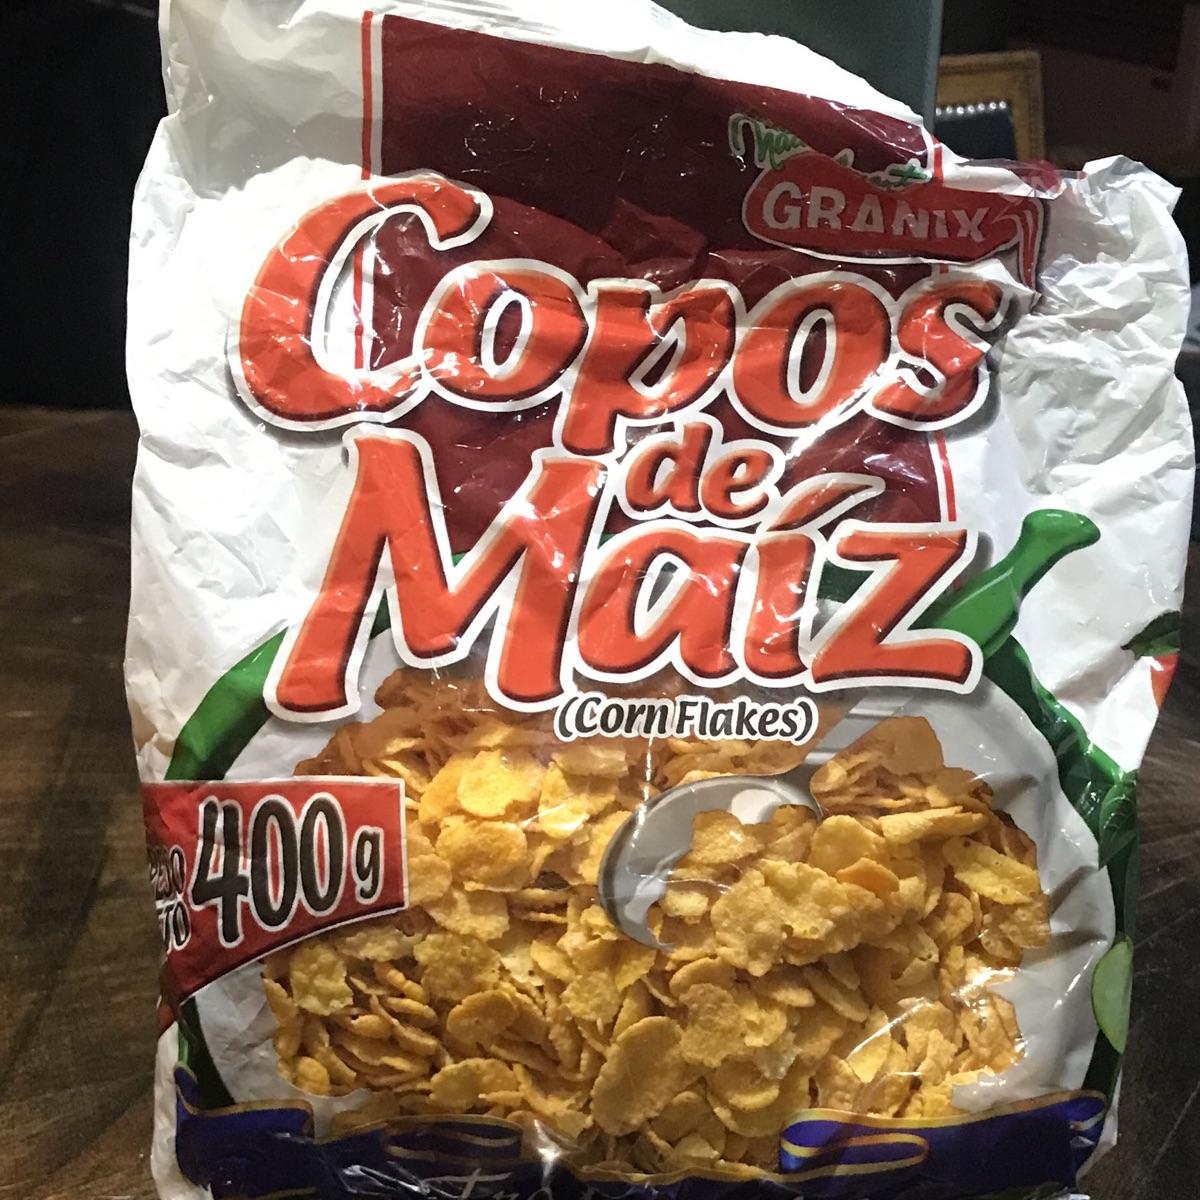 GRANIX
Copos
de
Maíz
(Corn Flakes)
400g